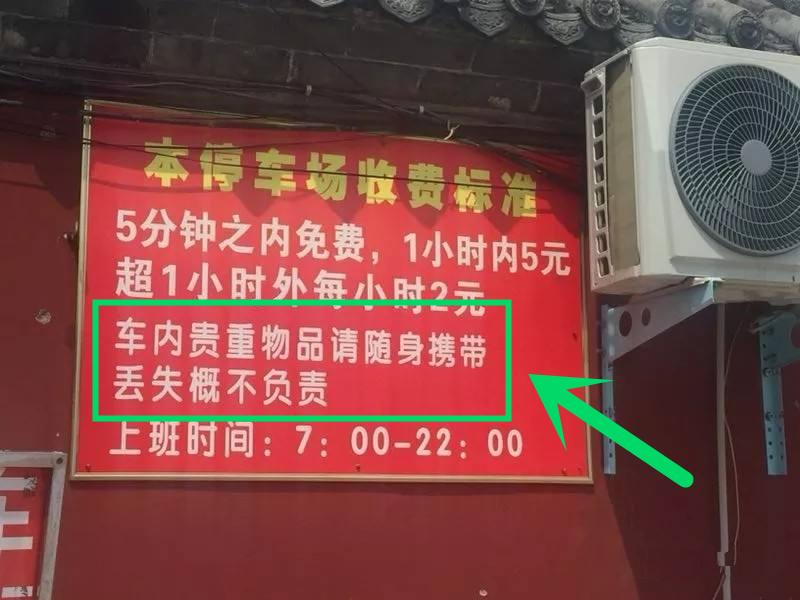 本停车场收费标准
5分钟之内免费，1小时内5元
超1小时外每小时2元
车内贵重物品请随身携带
丢失概不负责
上班时间：7：00-22：00